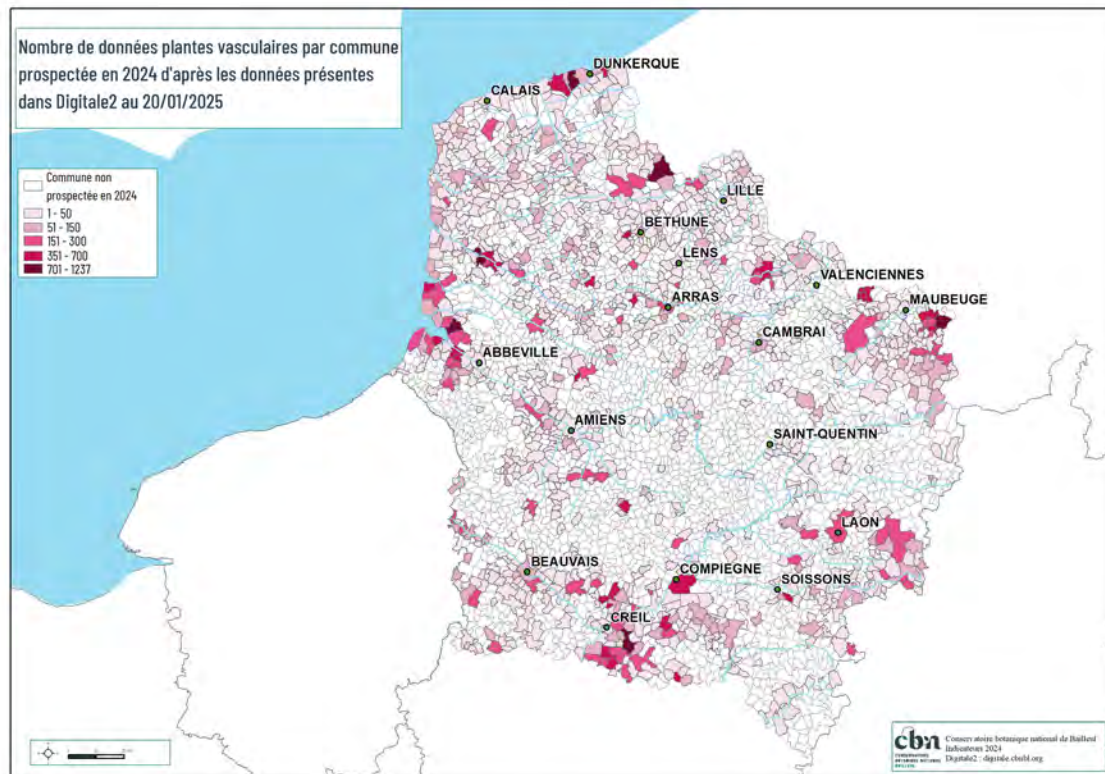 Nombre de données plantes vasculaires par commune
prospectée en 2024 d'après les données présentes
dans Digitale2 au 20/01/2025
Commune non
prospectée en 2024
1 - 50
51 - 150
151 - 300
351 - 700
701 - 1237
DUNKERQUE
CALAIS
LILLE
BETHUNE
LENS
VALENCIENNES
ARRAS
MAUBEUGE
CAMBRAI
ABBEVILLE
AMIENS
SAINT-QUENTIN
LAON
BEAUVAIS
COMPIEGNE
SOISSONS
CREIL
cbn
CONSERVATOIRE
BOTANIQUE NATIONAL
Conservatoire botanique national de Bailleul
Indicateurs 2024
Digitale2 : digitale.cbnbl.org